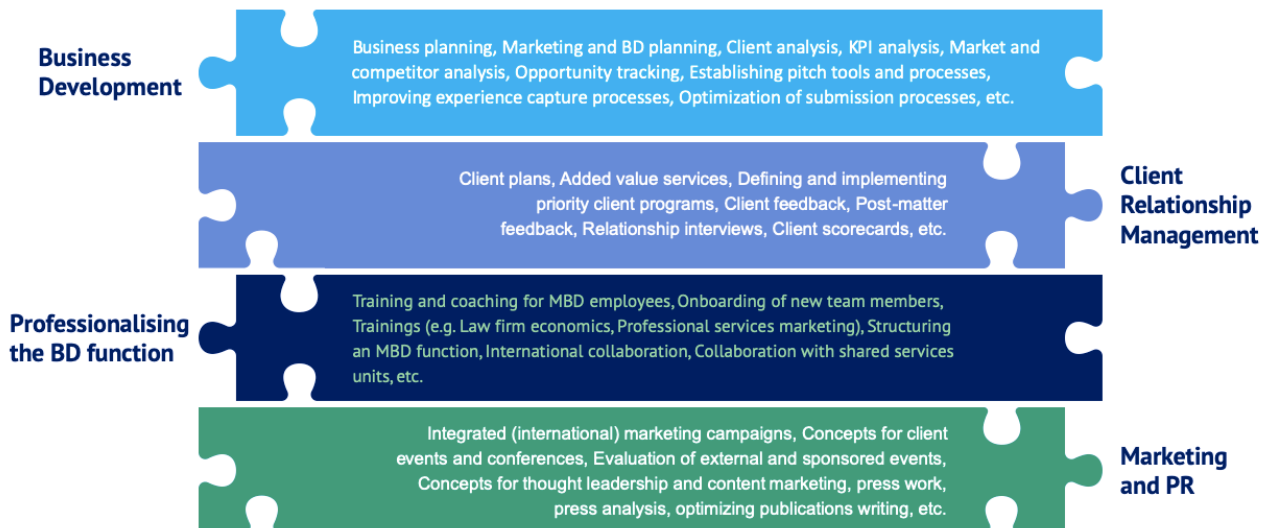 Business
Development
Business planning, Marketing and BD planning, Client analysis, KPI analysis, Market and
competitor analysis, Opportunity tracking, Establishing pitch tools and processes,
Improving experience capture processes, Optimization of submission processes, etc.
Client plans, Added value services, Defining and implementing
priority client programs, Client feedback, Post-matter
feedback, Relationship interviews, Client scorecards, etc.
Client
Relationship
Management
Professionalising
the BD function
Training and coaching for MBD employees, Onboarding of new team members,
Trainings (e.g. Law firm economics, Professional services marketing), Structuring
an MBD function, International collaboration, Collaboration with shared services
units, etc.
Integrated (international) marketing campaigns, Concepts for client
events and conferences, Evaluation of external and sponsored events,
Concepts for thought leadership and content marketing, press work,
press analysis, optimizing publications writing, etc.
Marketing
and PR